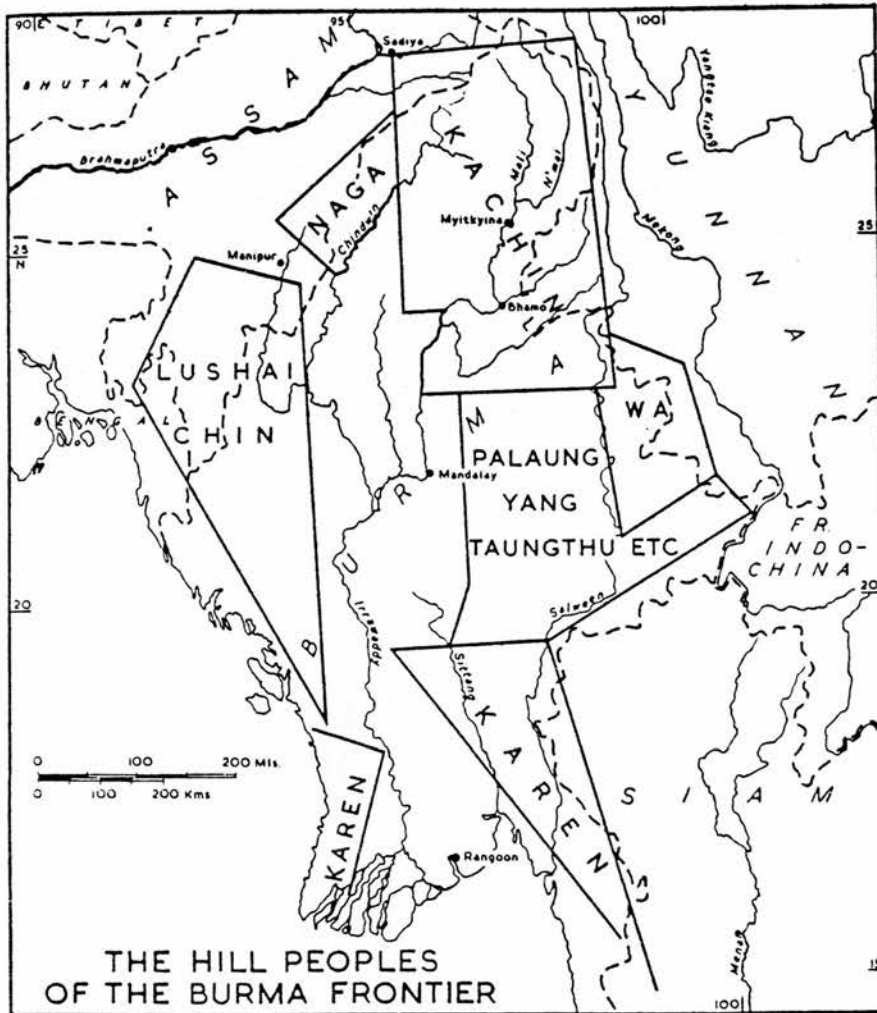 90
95
100
E TIBET
Sadiya
BHUTAN
ASSAM
Brahmaputra
NAGA
KACHIN
Mali
N'mai
Yangtse Kiang
YUNNAN
Chindwin
Myitkyina
Mekong
25
N
25
Manipur
Bhamo
LUSHAI
CHIN
BENGAL
WA
BURMA
Mandalay
PALAUNG
YANG
TAUNGTHU ETC
FR.
INDO-
CHINA
20
20
Irrawaddy
Salween
Sittang
KAREN
0 100 200 Mls.
0 100 200 Kms
SIAM
KAREN
Rangoon
Menam
THE HILL PEOPLES
OF THE BURMA FRONTIER
100
15